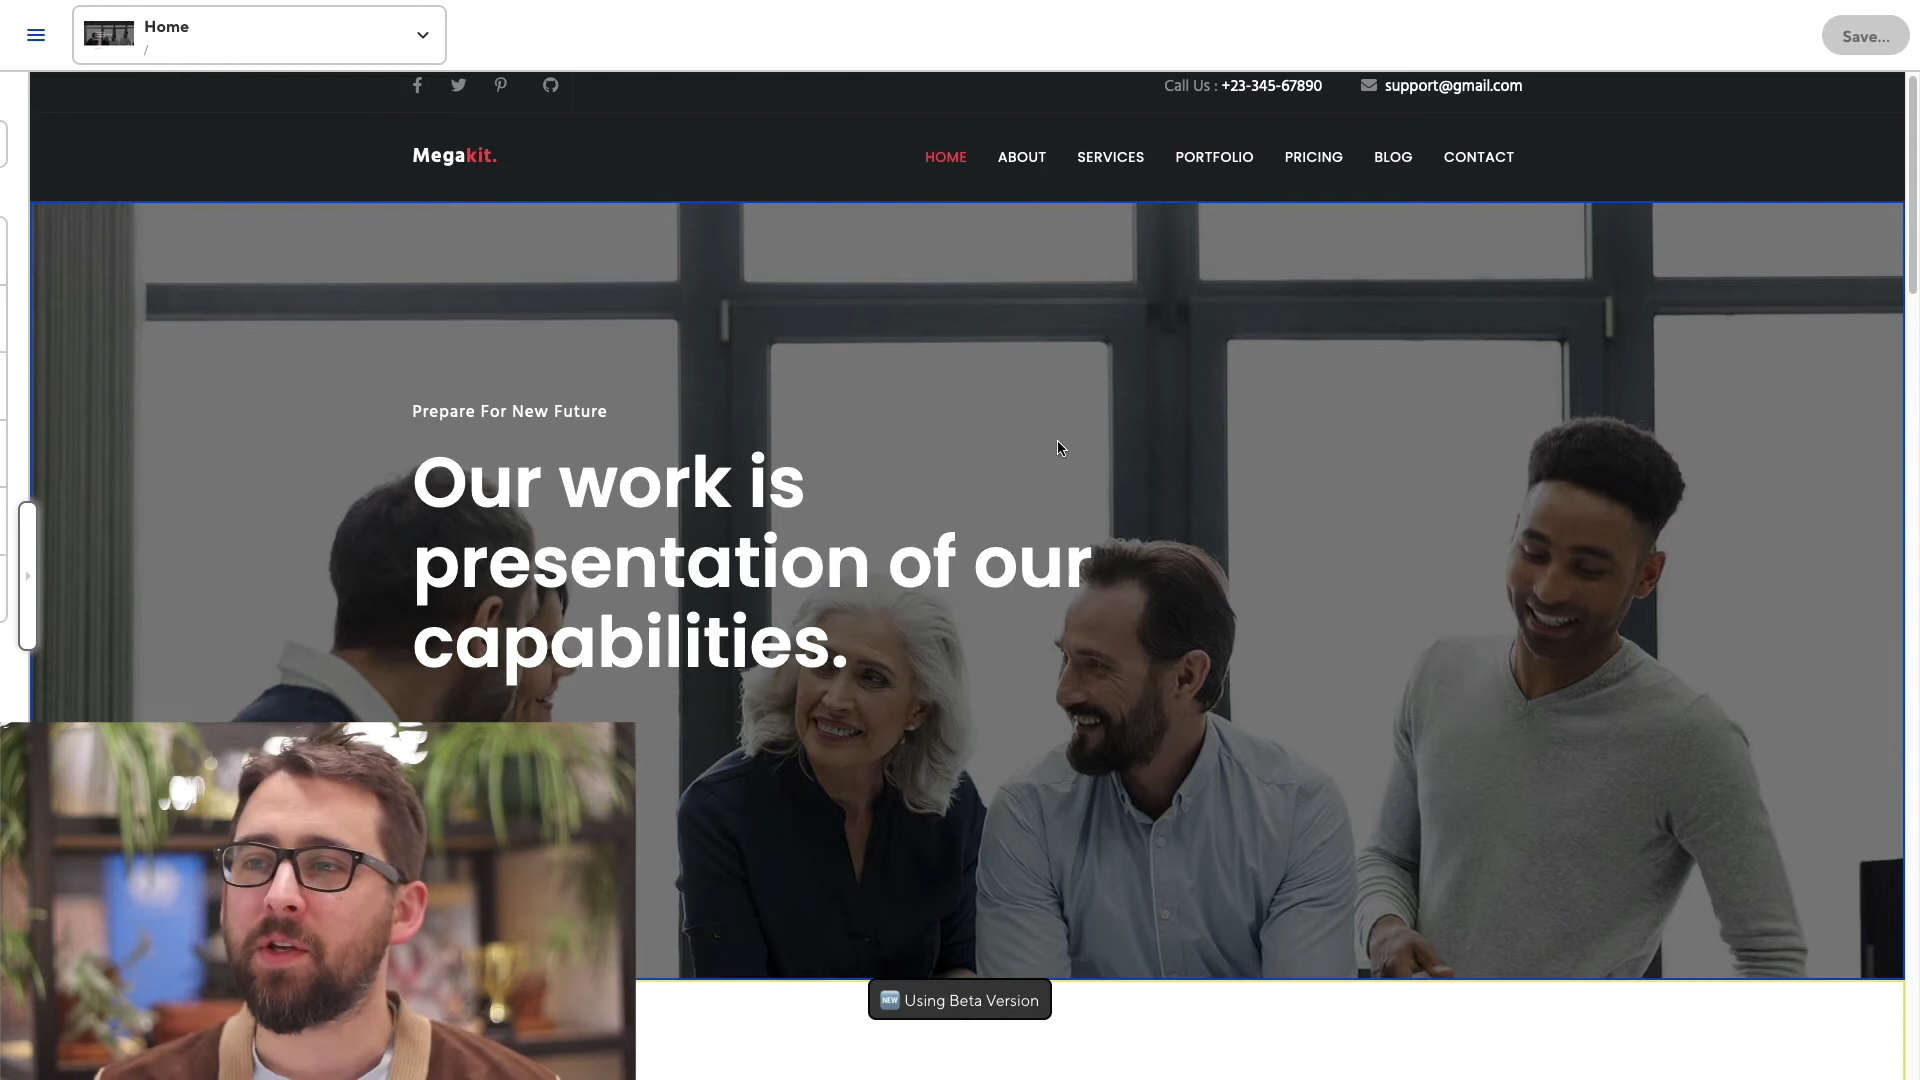 Home
/
Save...
Call Us : +23-345-67890
support@gmail.com
Megakit.
HOME ABOUT SERVICES PORTFOLIO PRICING BLOG CONTACT
Prepare For New Future
Our work is
presentation of our
capabilities.
NEW Using Beta Version